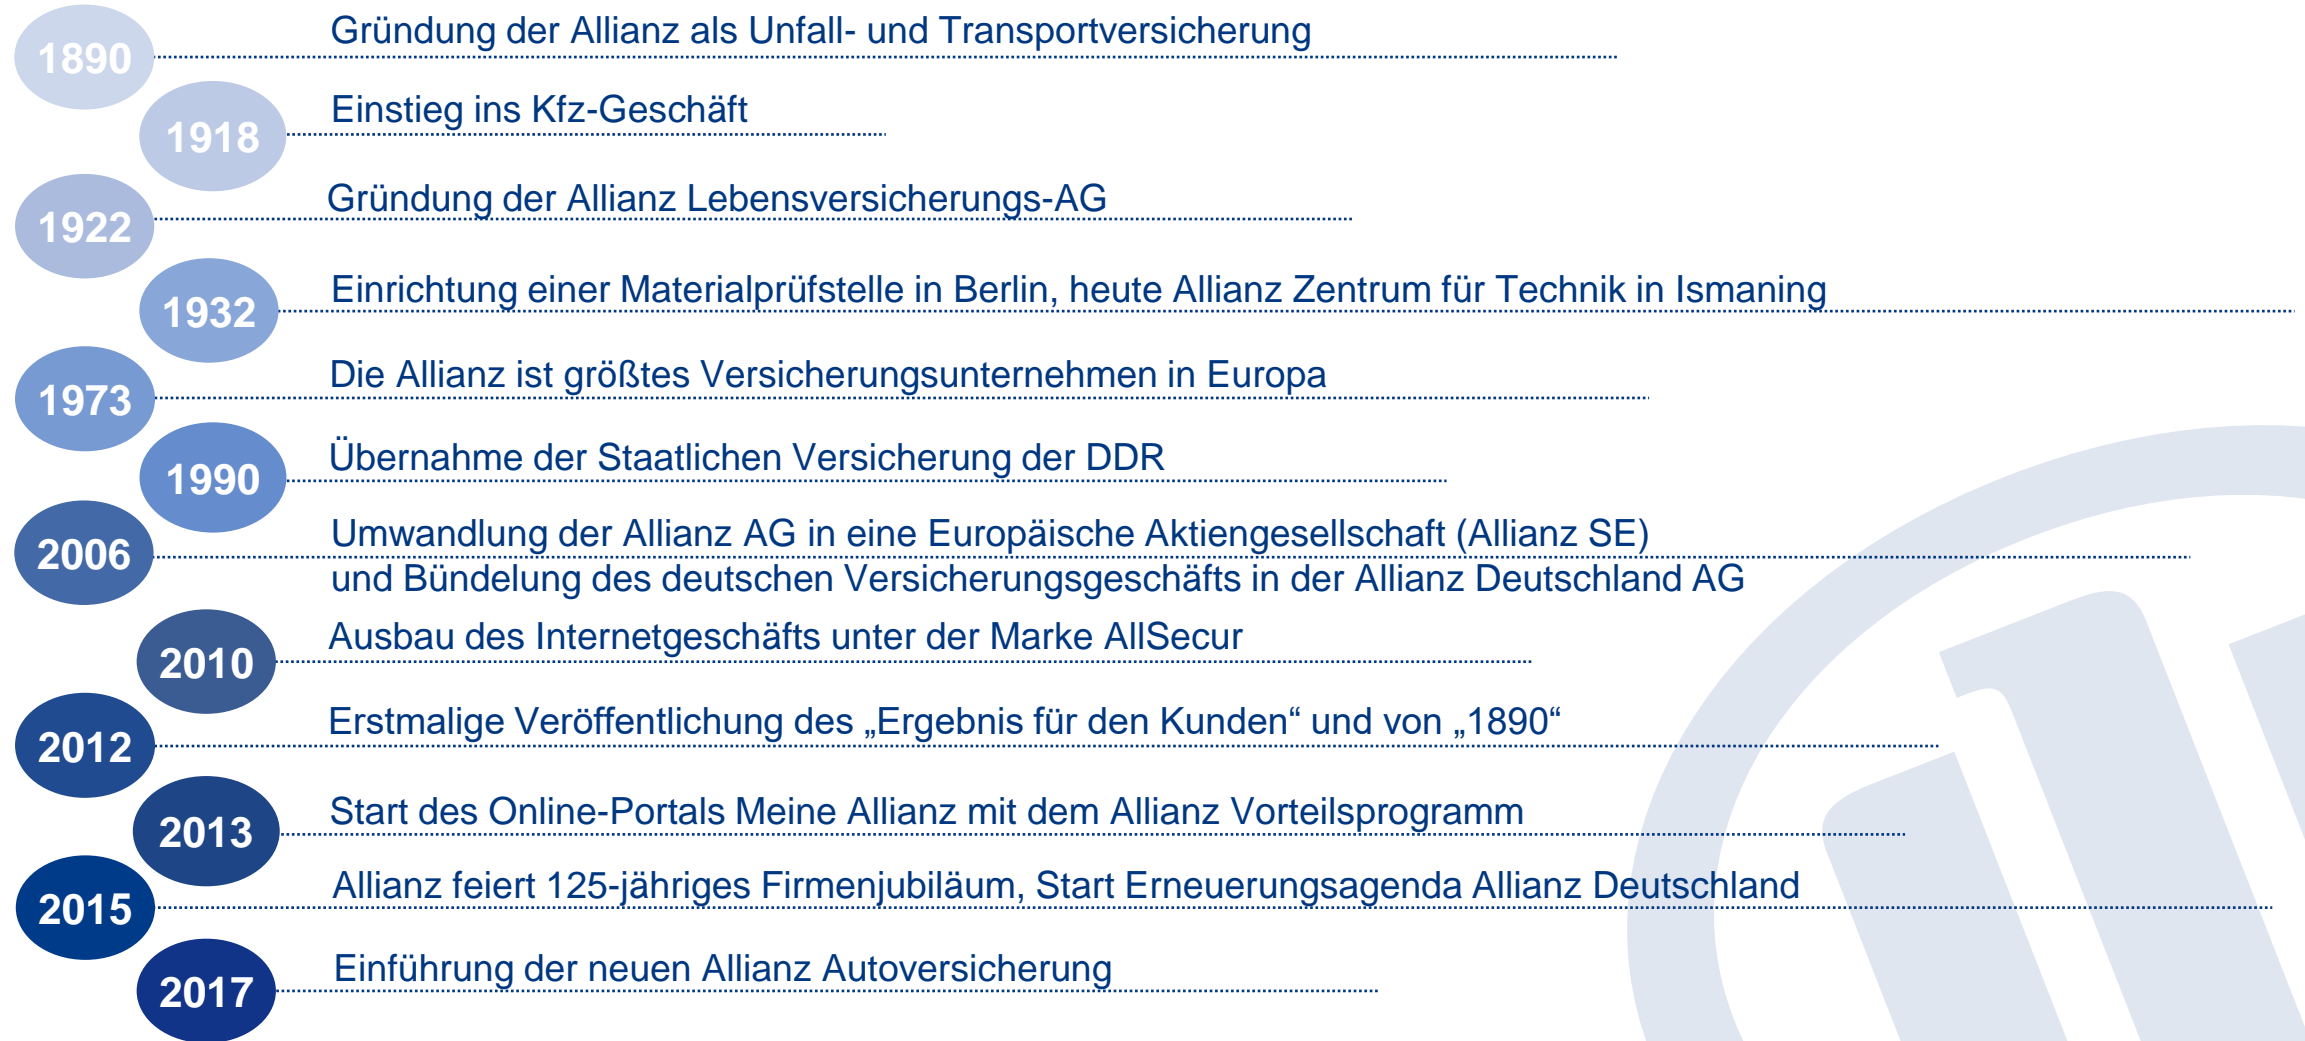 1890
Gründung der Allianz als Unfall- und Transportversicherung
1918
Einstieg ins Kfz-Geschäft
1922
Gründung der Allianz Lebensversicherungs-AG
1932
Einrichtung einer Materialprüfstelle in Berlin, heute Allianz Zentrum für Technik in Ismaning
1973
Die Allianz ist größtes Versicherungsunternehmen in Europa
1990
Übernahme der Staatlichen Versicherung der DDR
2006
Umwandlung der Allianz AG in eine Europäische Aktiengesellschaft (Allianz SE)
und Bündelung des deutschen Versicherungsgeschäfts in der Allianz Deutschland AG
2010
Ausbau des Internetgeschäfts unter der Marke AllSecur
2012
Erstmalige Veröffentlichung des „Ergebnis für den Kunden“ und von „1890“
2013
Start des Online-Portals Meine Allianz mit dem Allianz Vorteilsprogramm
2015
Allianz feiert 125-jähriges Firmenjubiläum, Start Erneuerungsagenda Allianz Deutschland
2017
Einführung der neuen Allianz Autoversicherung